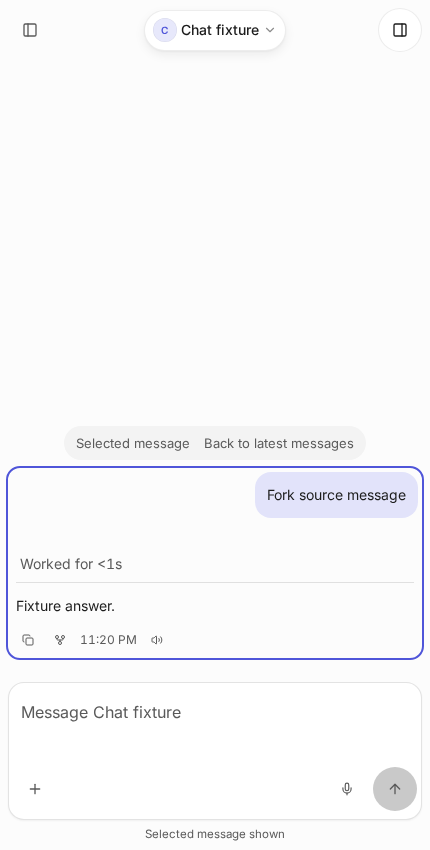 C Chat fixture
Selected message Back to latest messages
Fork source message
Worked for <1s
Fixture answer.
11:20 PM
Message Chat fixture
Selected message shown